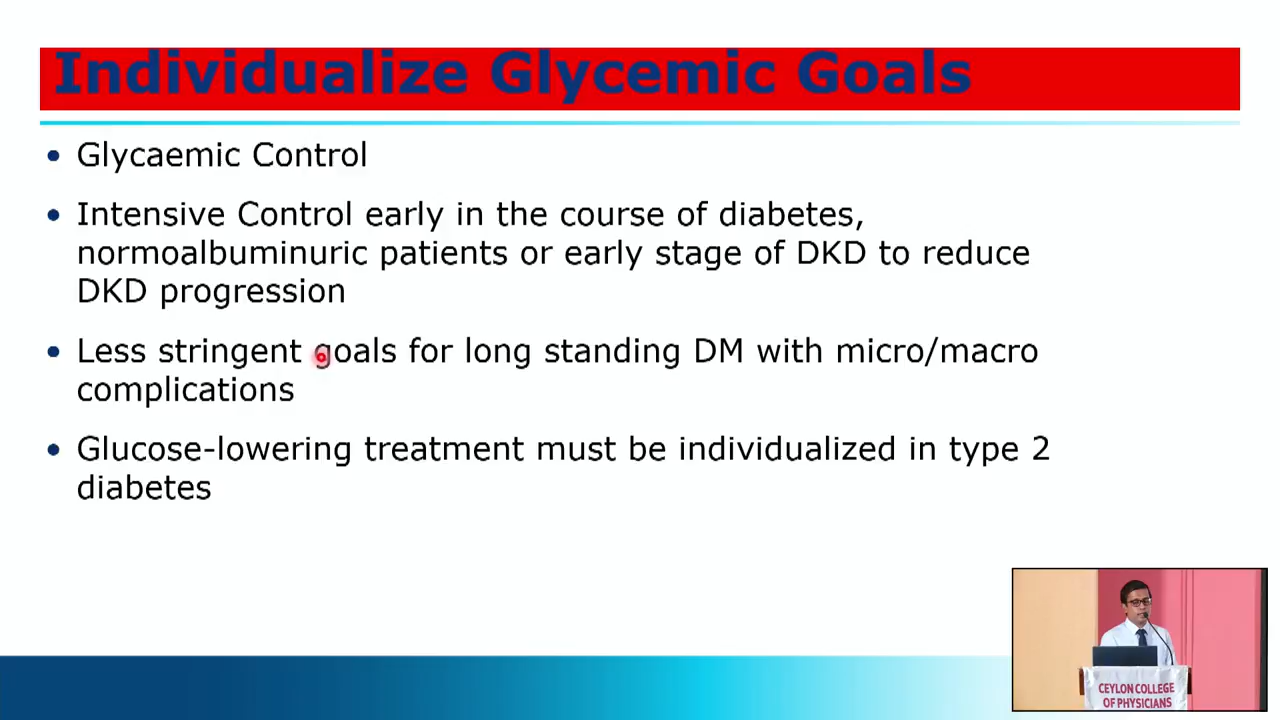 Individualize Glycemic Goals
• Glycaemic Control
• Intensive Control early in the course of diabetes,
normoalbuminuric patients or early stage of DKD to reduce
DKD progression
• Less stringent goals for long standing DM with micro/macro
complications
• Glucose-lowering treatment must be individualized in type 2
diabetes
CEYLON COLLEGE
OF PHYSICIANS